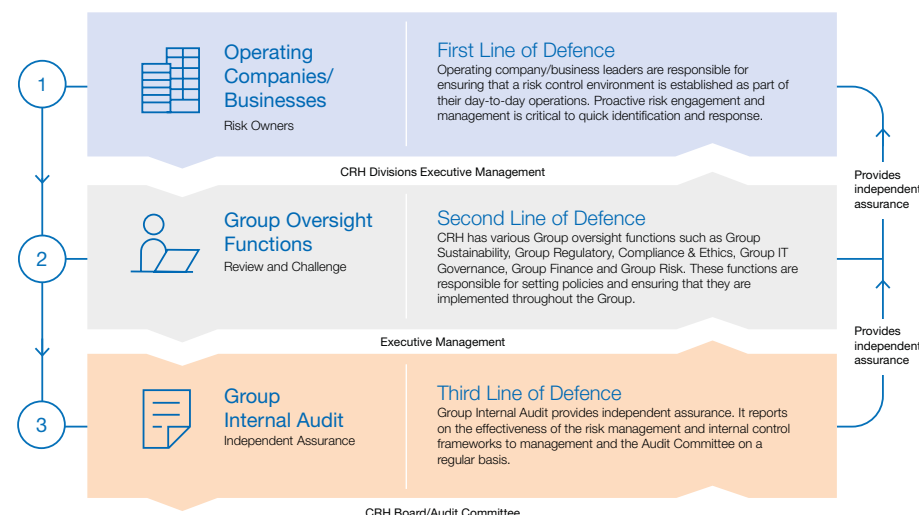 1
Operating
Companies/
Businesses
Risk Owners
First Line of Defence
Operating company/business leaders are responsible for
ensuring that a risk control environment is established as part of
their day-to-day operations. Proactive risk engagement and
management is critical to quick identification and response.
CRH Divisions Executive Management
Provides
independent
assurance
2
Group Oversight
Functions
Review and Challenge
Second Line of Defence
CRH has various Group oversight functions such as Group
Sustainability, Group Regulatory, Compliance & Ethics, Group IT
Governance, Group Finance and Group Risk. These functions are
responsible for setting policies and ensuring that they are
implemented throughout the Group.
Executive Management
Provides
independent
assurance
3
Group
Internal Audit
Independent Assurance
Third Line of Defence
Group Internal Audit provides independent assurance. It reports
on the effectiveness of the risk management and internal control
frameworks to management and the Audit Committee on a
regular basis.
CRH Board/Audit Committee